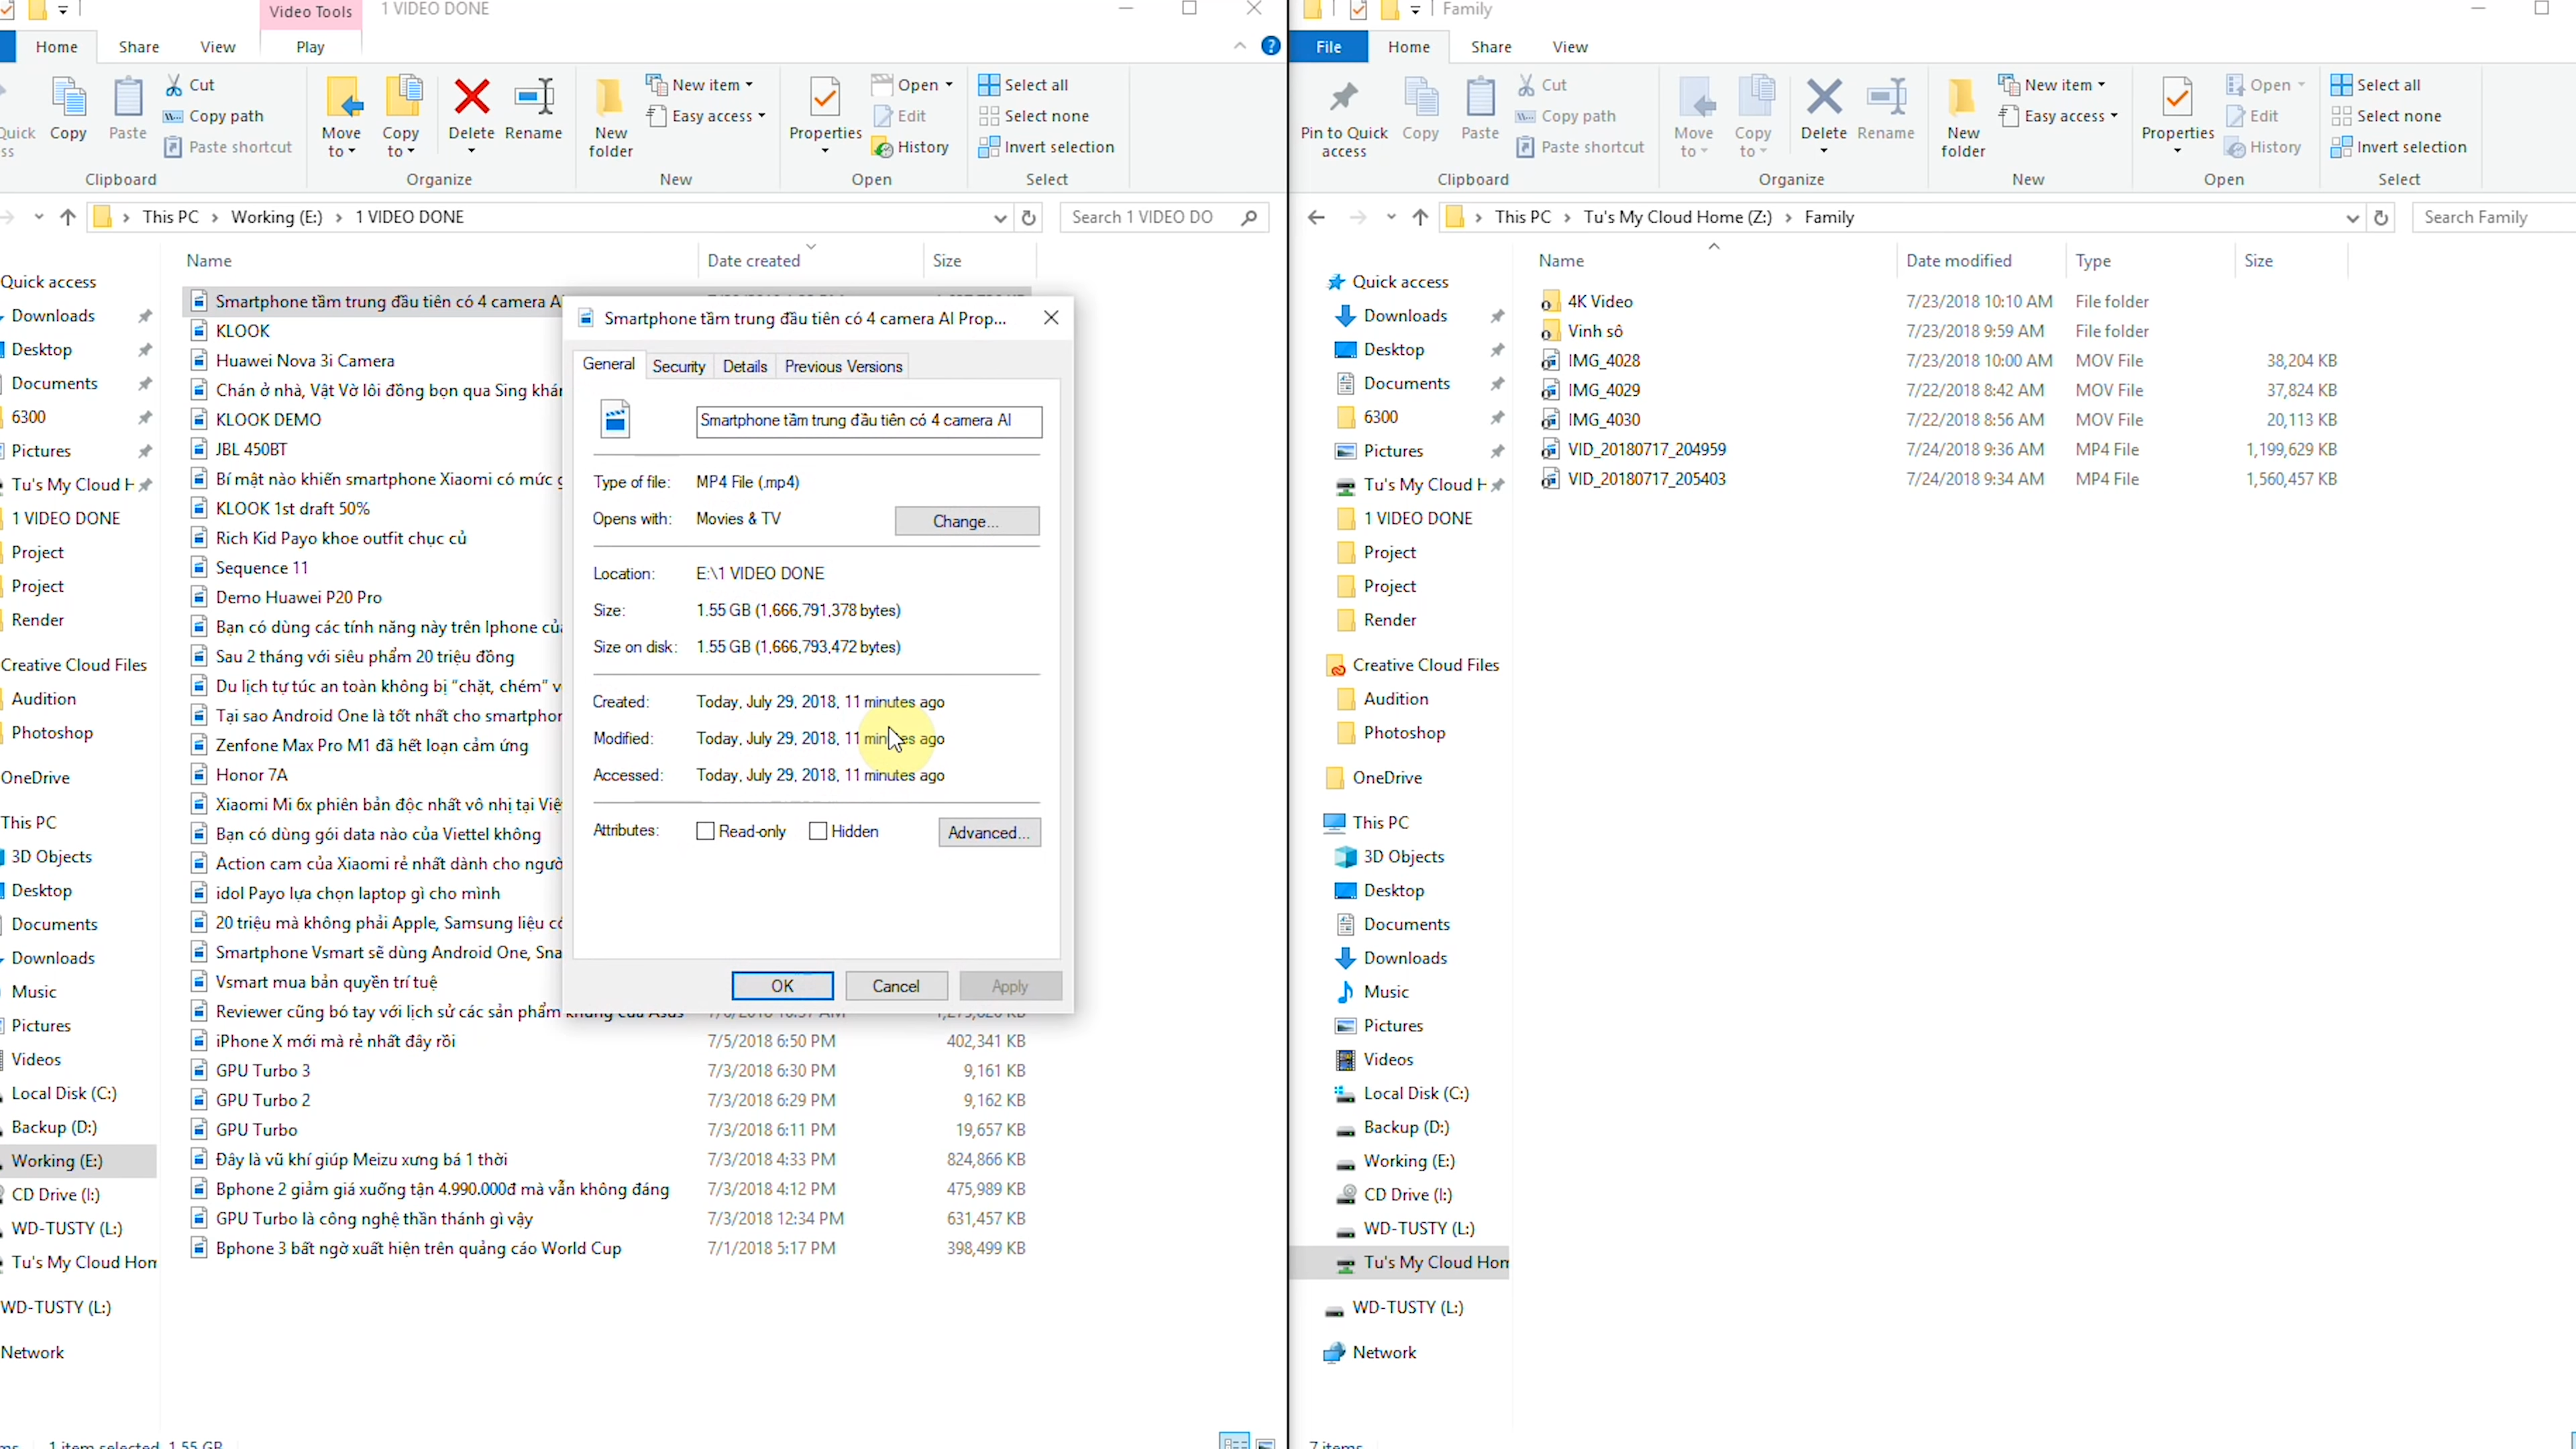 Video Tools
1 VIDEO DONE
Home
Share
View
Play
Copy
Paste
Cut
Copy path
Paste shortcut
Clipboard
Move to
Copy to
Delete
Rename
Organize
New folder
New item
Easy access
New
Properties
Open
Edit
History
Open
Select all
Select none
Invert selection
Select
This PC > Working (E:) > 1 VIDEO DONE
Search 1 VIDEO DO
Name
Date created
Size
Quick access
Downloads
Desktop
Documents
6300
Pictures
Tu's My Cloud H
1 VIDEO DONE
Project
Project
Render
Creative Cloud Files
Audition
Photoshop
OneDrive
This PC
3D Objects
Desktop
Documents
Downloads
Music
Pictures
Videos
Local Disk (C:)
Backup (D:)
Working (E:)
CD Drive (I:)
WD-TUSTY (L:)
Tu's My Cloud Hom
WD-TUSTY (L:)
Network
Smartphone tầm trung đầu tiên có 4 camera AI
KLOOK
Huawei Nova 3i Camera
Chán ở nhà, Vật Vờ lôi đồng bọn qua Sing khám
KLOOK DEMO
JBL 450BT
Bí mật nào khiến smartphone Xiaomi có mức g
KLOOK 1st draft 50%
Rich Kid Payo khoe outfit chục củ
Sequence 11
Demo Huawei P20 Pro
Bạn có dùng các tính năng này trên Iphone của
Sau 2 tháng với siêu phẩm 20 triệu đồng
Du lịch tự túc an toàn không bị “chặt, chém” v
Tại sao Android One là tốt nhất cho smartphon
Zenfone Max Pro M1 đã hết loạn cảm ứng
Honor 7A
Xiaomi Mi 6x phiên bản độc nhất vô nhị tại Việ
Bạn có dùng gói data nào của Viettel không
Action cam của Xiaomi rẻ nhất dành cho ngườ
idol Payo lựa chọn laptop gì cho mình
20 triệu mà không phải Apple, Samsung liệu có
Smartphone Vsmart sẽ dùng Android One, Sna
Vsmart mua bản quyền trí tuệ
Reviewer cũng bó tay với lịch sử các sản phẩm khủng của Asus
iPhone X mới mà rẻ nhất đây rồi 7/5/2018 6:50 PM 402,341 KB
GPU Turbo 3 7/3/2018 6:30 PM 9,161 KB
GPU Turbo 2 7/3/2018 6:29 PM 9,162 KB
GPU Turbo 7/3/2018 6:11 PM 19,657 KB
Đây là vũ khí giúp Meizu xưng bá 1 thời 7/3/2018 4:33 PM 824,866 KB
Bphone 2 giảm giá xuống tận 4.990.000đ mà vẫn không đáng 7/3/2018 4:12 PM 475,989 KB
GPU Turbo là công nghệ thần thánh gì vậy 7/3/2018 12:34 PM 631,457 KB
Bphone 3 bất ngờ xuất hiện trên quảng cáo World Cup 7/1/2018 5:17 PM 398,499 KB
1 item selected 1.55 GB
Smartphone tầm trung đầu tiên có 4 camera AI Prop...
General
Security
Details
Previous Versions
Smartphone tầm trung đầu tiên có 4 camera AI
Type of file: MP4 File (.mp4)
Opens with: Movies & TV
Change...
Location: E:\1 VIDEO DONE
Size: 1.55 GB (1,666,791,378 bytes)
Size on disk: 1.55 GB (1,666,793,472 bytes)
Created: Today, July 29, 2018, 11 minutes ago
Modified: Today, July 29, 2018, 11 minutes ago
Accessed: Today, July 29, 2018, 11 minutes ago
Attributes: Read-only Hidden
Advanced...
OK
Cancel
Apply
Family
File
Home
Share
View
Pin to Quick access
Copy
Paste
Cut
Copy path
Paste shortcut
Clipboard
Move to
Copy to
Delete
Rename
Organize
New folder
New item
Easy access
New
Properties
Open
Edit
History
Open
Select all
Select none
Invert selection
Select
This PC > Tu's My Cloud Home (Z:) > Family
Search Family
Name
Date modified
Type
Size
Quick access
Downloads
Desktop
Documents
6300
Pictures
Tu's My Cloud H
1 VIDEO DONE
Project
Project
Render
Creative Cloud Files
Audition
Photoshop
OneDrive
This PC
3D Objects
Desktop
Documents
Downloads
Music
Pictures
Videos
Local Disk (C:)
Backup (D:)
Working (E:)
CD Drive (I:)
WD-TUSTY (L:)
Tu's My Cloud Hom
WD-TUSTY (L:)
Network
4K Video 7/23/2018 10:10 AM File folder
Vinh sô 7/23/2018 9:59 AM File folder
IMG_4028 7/23/2018 10:00 AM MOV File 38,204 KB
IMG_4029 7/22/2018 8:42 AM MOV File 37,824 KB
IMG_4030 7/22/2018 8:56 AM MOV File 20,113 KB
VID_20180717_204959 7/24/2018 9:36 AM MP4 File 1,199,629 KB
VID_20180717_205403 7/24/2018 9:34 AM MP4 File 1,560,457 KB
7 items